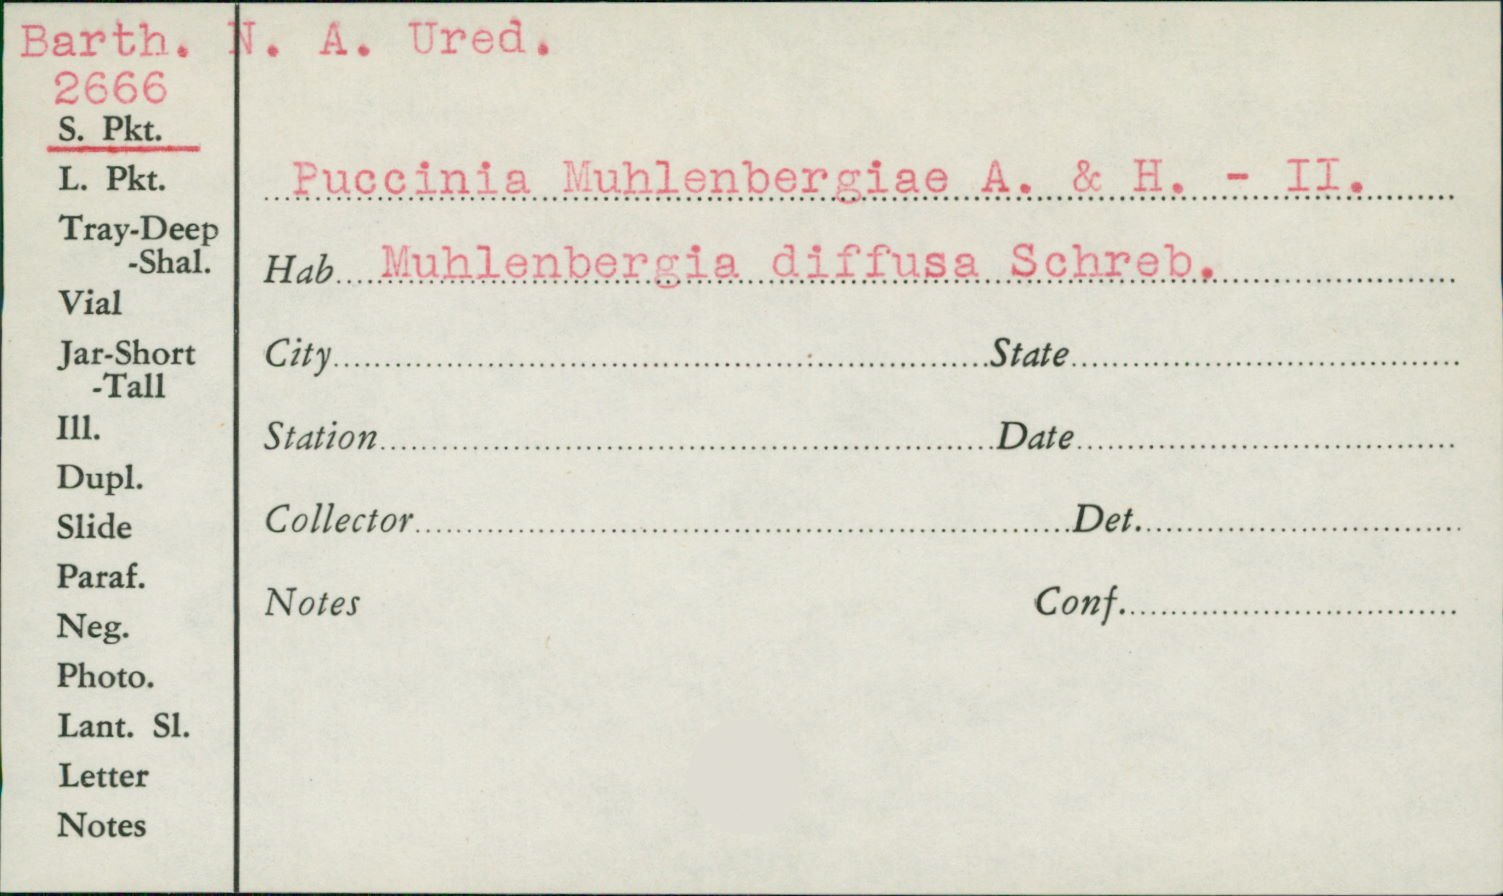 Barth. N. A. Ured.
2666
S. Pkt.
L. Pkt.
Tray-Deep
-Shal.
Vial
Jar-Short
-Tall
Ill.
Dupl.
Slide
Paraf.
Neg.
Photo.
Lant. Sl.
Letter
Notes
Puccinia Muhlenbergiae A. & H. - II.
Hab Muhlenbergia diffusa Schreb.
City State
Station Date
Collector Det.
Notes Conf.